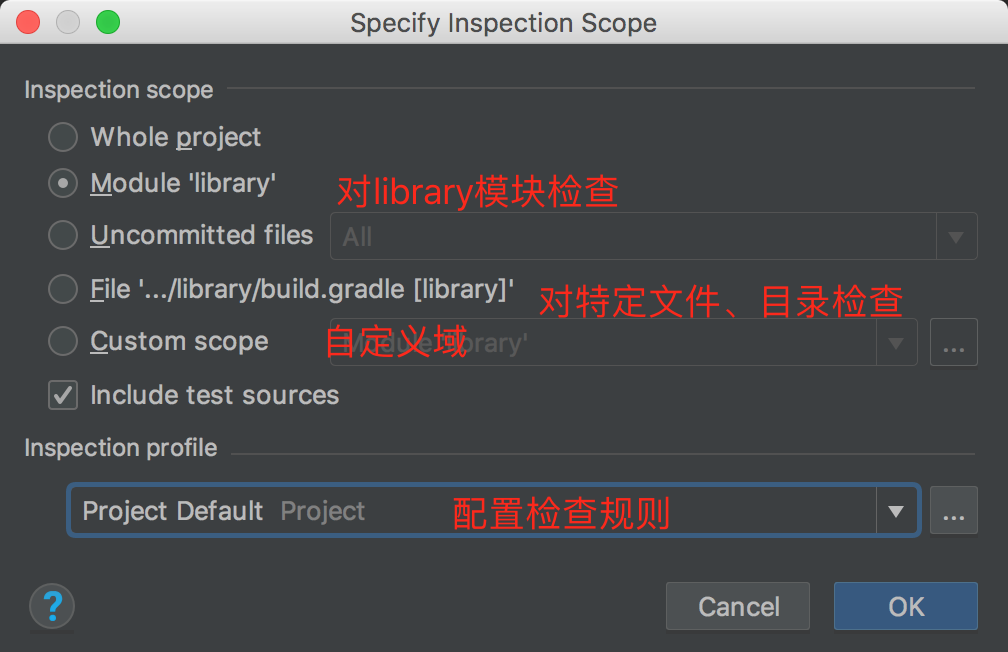 Specify Inspection Scope
Inspection scope
Whole project
Module 'library'
对library模块检查
Uncommitted files
All
File '.../library/build.gradle [library]'
对特定文件、目录检查
Custom scope
自定义域
Module 'library'
...
Include test sources
Inspection profile
Project Default Project
配置检查规则
...
?
Cancel
OK